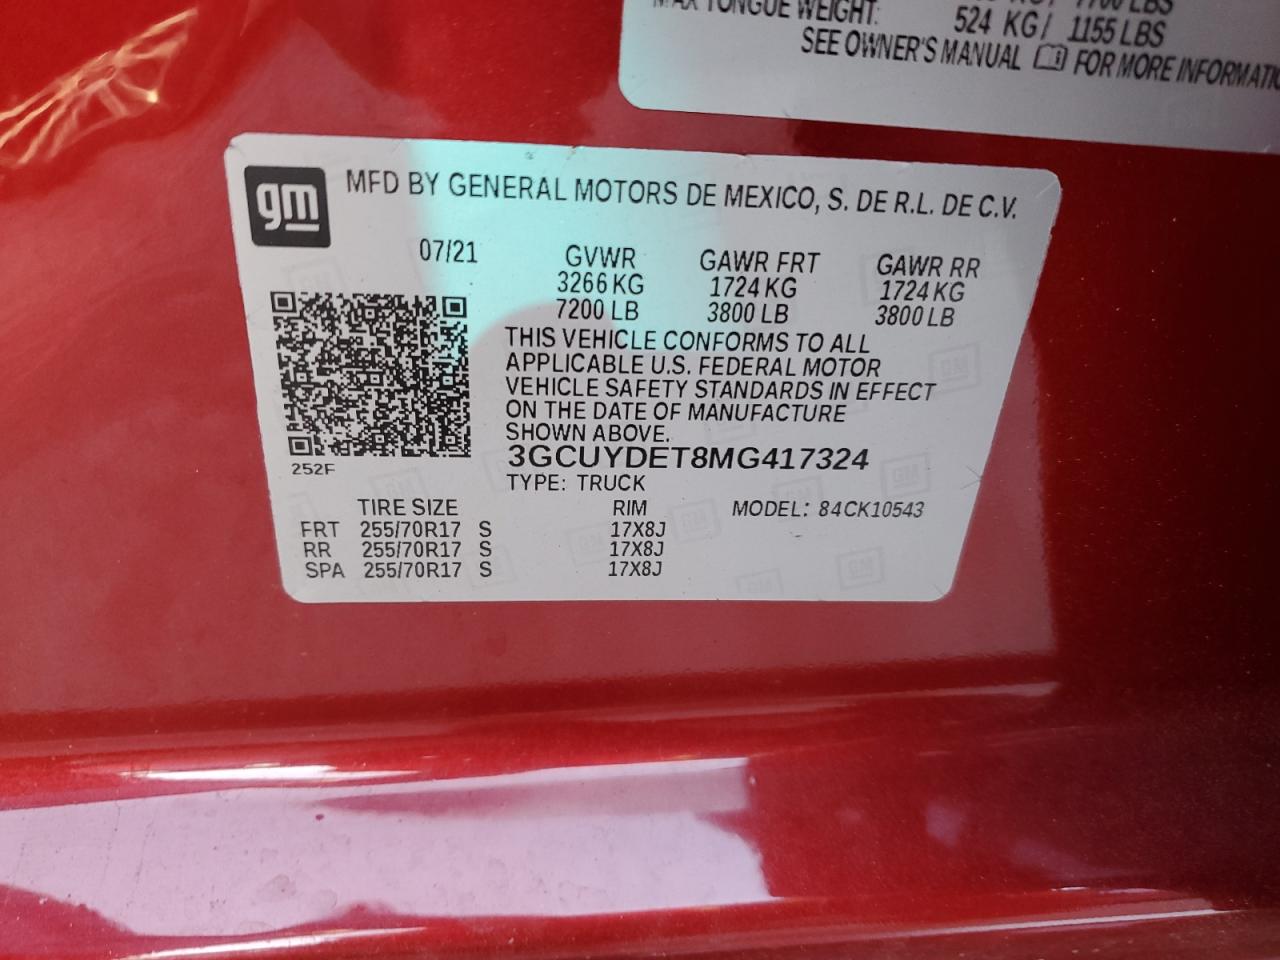 MAX TONGUE WEIGHT: 524 KG/ 1155 LBS
SEE OWNER'S MANUAL FOR MORE INFORMATIO
gm
MFD BY GENERAL MOTORS DE MEXICO, S. DE R.L. DE C.V.
07/21 GVWR GAWR FRT GAWR RR
3266 KG 1724 KG 1724 KG
7200 LB 3800 LB 3800 LB
THIS VEHICLE CONFORMS TO ALL
APPLICABLE U.S. FEDERAL MOTOR
VEHICLE SAFETY STANDARDS IN EFFECT
ON THE DATE OF MANUFACTURE
SHOWN ABOVE.
252F
3GCUYDET8MG417324
TYPE: TRUCK
TIRE SIZE RIM MODEL: 84CK10543
FRT 255/70R17 S 17X8J
RR 255/70R17 S 17X8J
SPA 255/70R17 S 17X8J